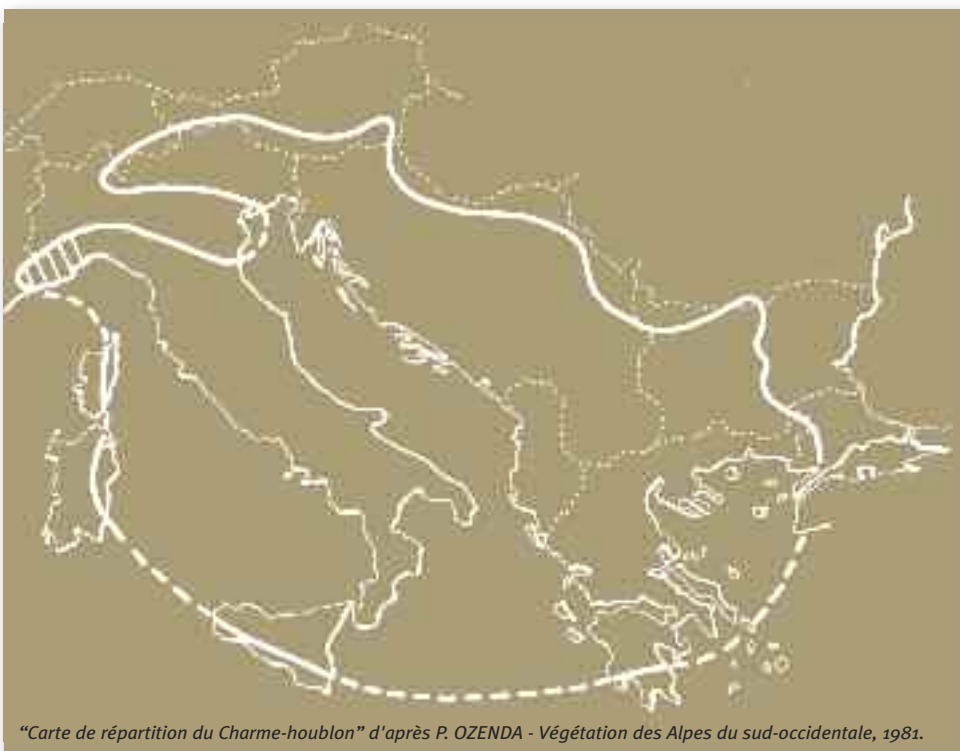 “Carte de répartition du Charme-houblon” d'après P. OZENDA - Végétation des Alpes du sud-occidentale, 1981.